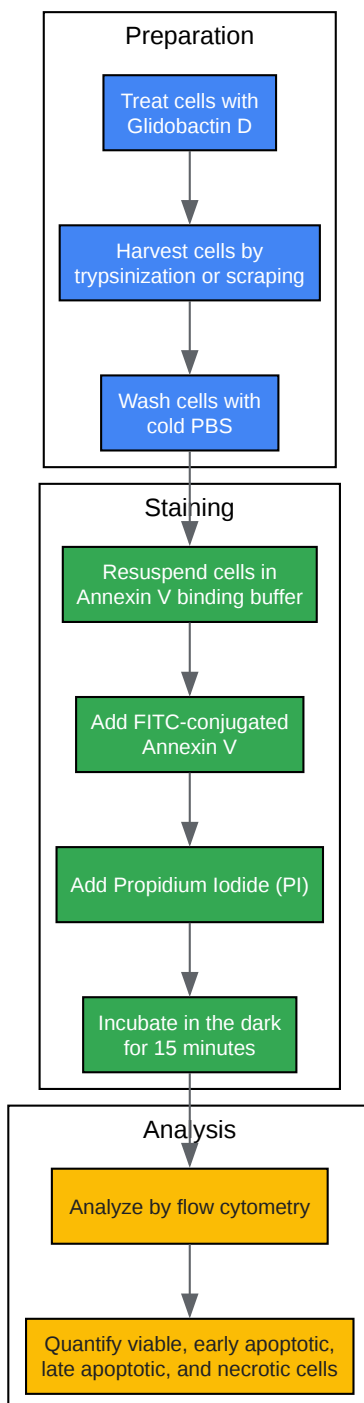 Preparation
Treat cells with
Glidobactin D
Harvest cells by
trypsinization or scraping
Wash cells with
cold PBS
Staining
Resuspend cells in
Annexin V binding buffer
Add FITC-conjugated
Annexin V
Add Propidium Iodide (PI)
Incubate in the dark
for 15 minutes
Analysis
Analyze by flow cytometry
Quantify viable, early apoptotic,
late apoptotic, and necrotic cells